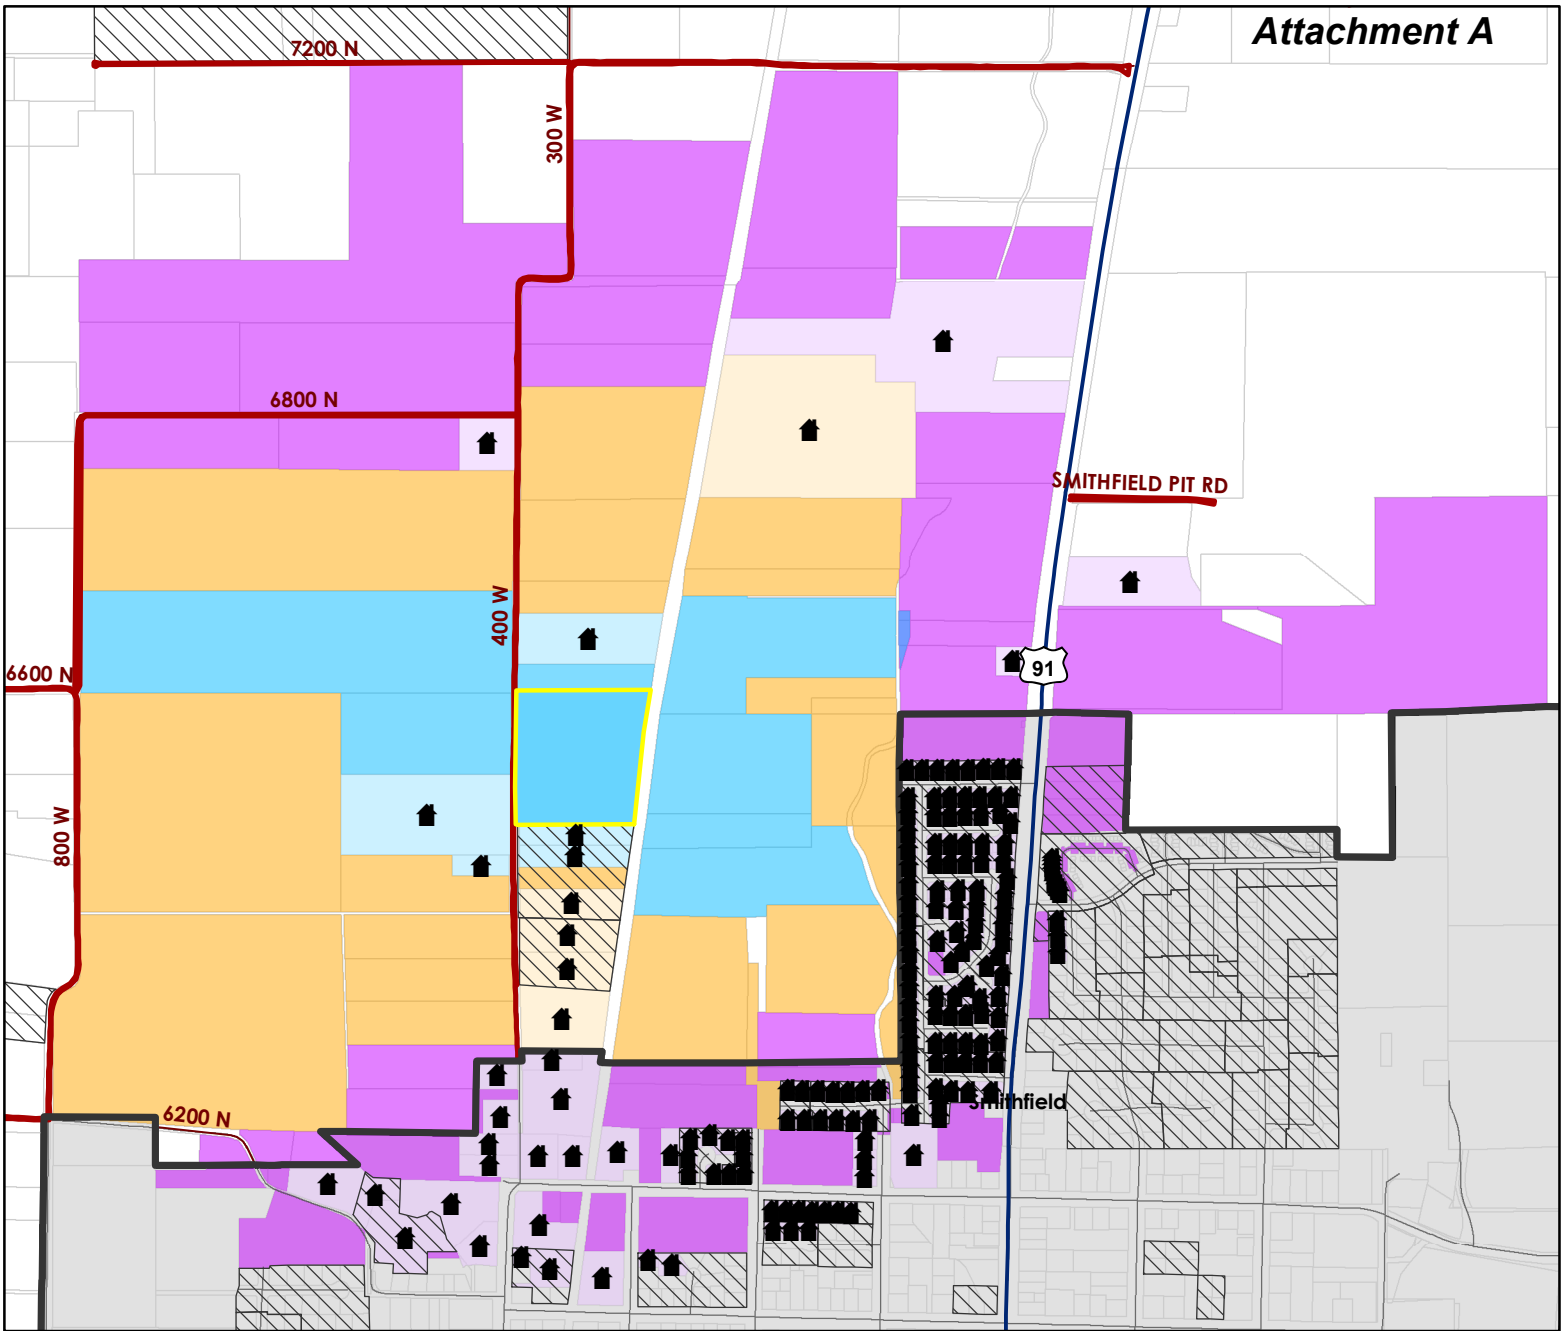 Attachment A
7200 N
300 W
6800 N
SMITHFIELD PIT RD
400 W
6600 N
91
800 W
Smithfield
6200 N